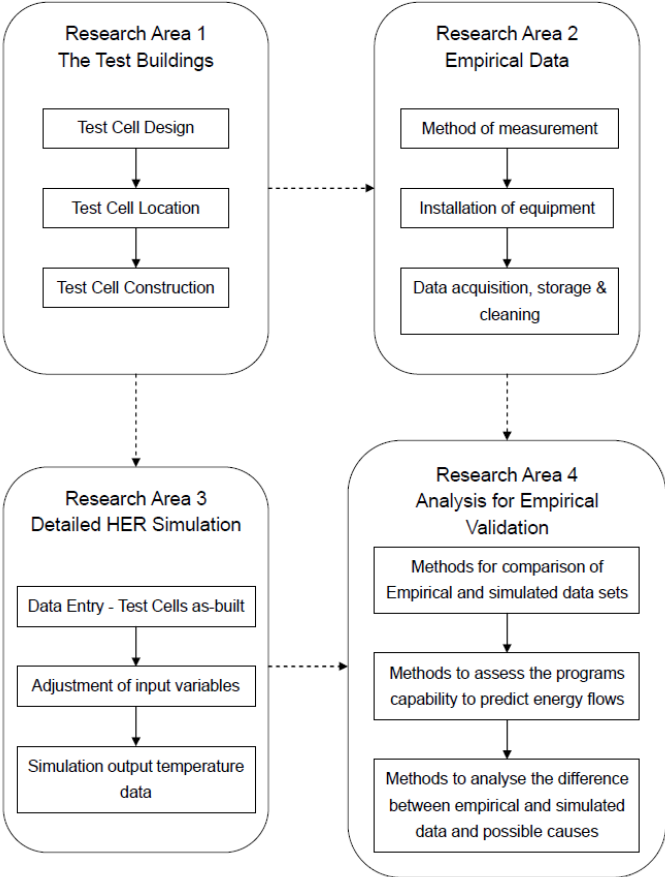 Research Area 1
The Test Buildings
Test Cell Design
Test Cell Location
Test Cell Construction
Research Area 2
Empirical Data
Method of measurement
Installation of equipment
Data acquisition, storage &
cleaning
Research Area 3
Detailed HER Simulation
Data Entry - Test Cells as-built
Adjustment of input variables
Simulation output temperature
data
Research Area 4
Analysis for Empirical
Validation
Methods for comparison of
Empirical and simulated data sets
Methods to assess the programs
capability to predict energy flows
Methods to analyse the difference
between empirical and simulated
data and possible causes